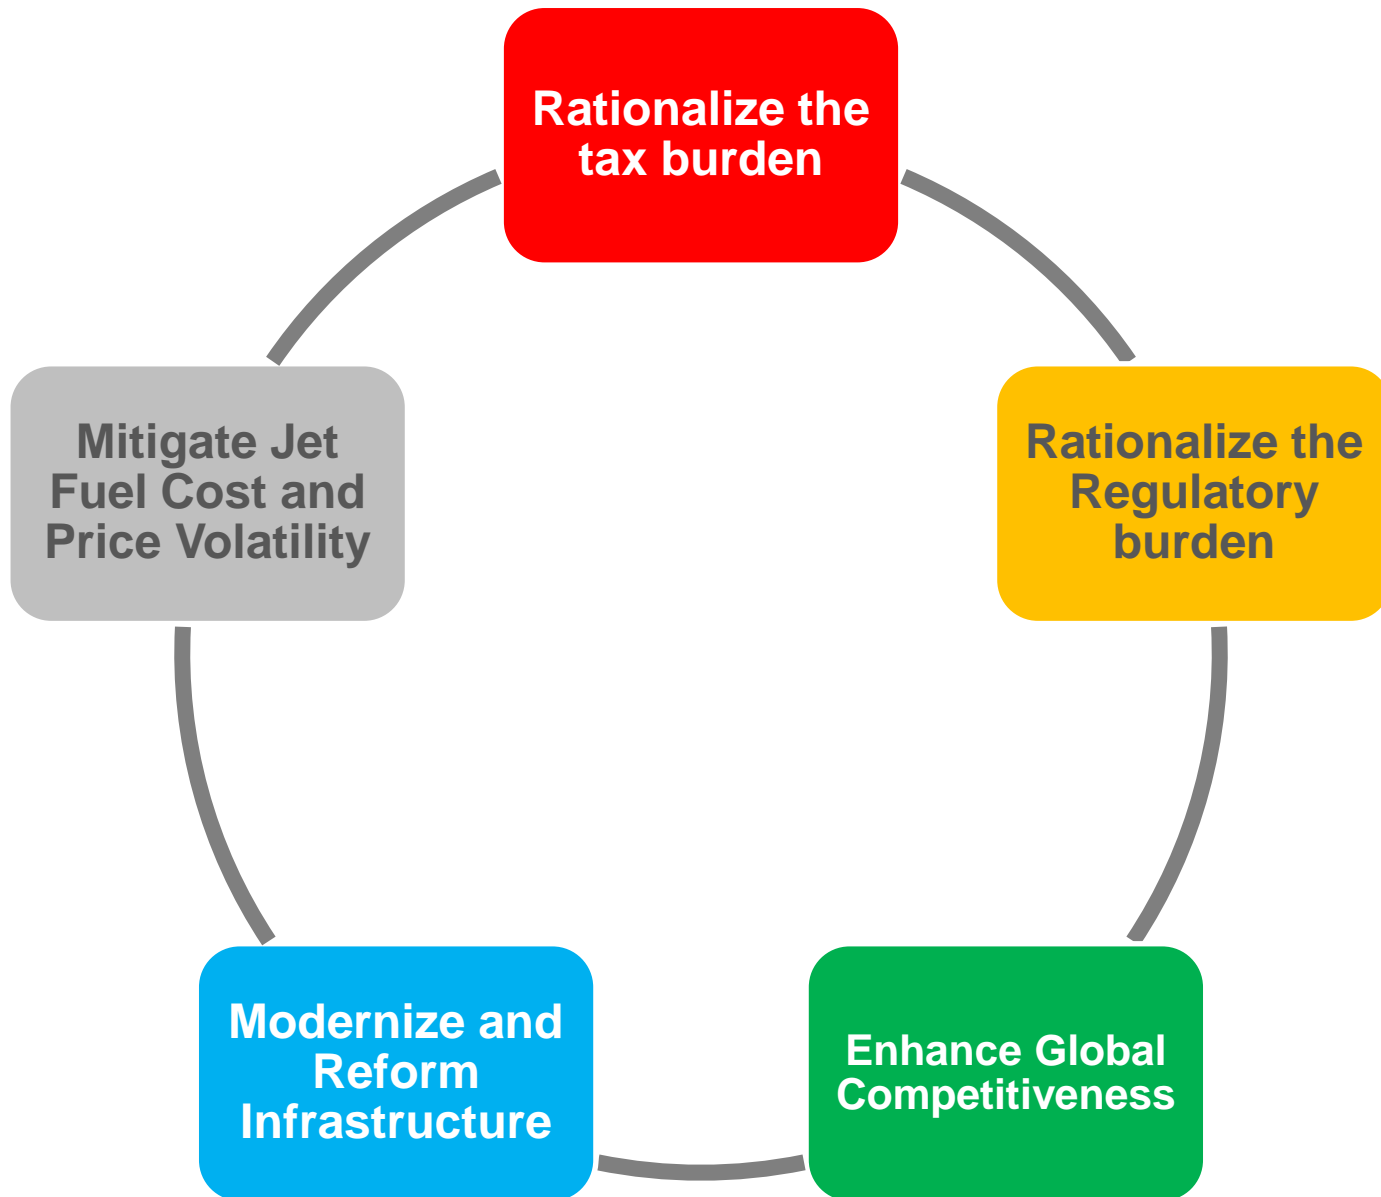 Rationalize the
tax burden
Rationalize the
Regulatory
burden
Enhance Global
Competitiveness
Modernize and
Reform
Infrastructure
Mitigate Jet
Fuel Cost and
Price Volatility